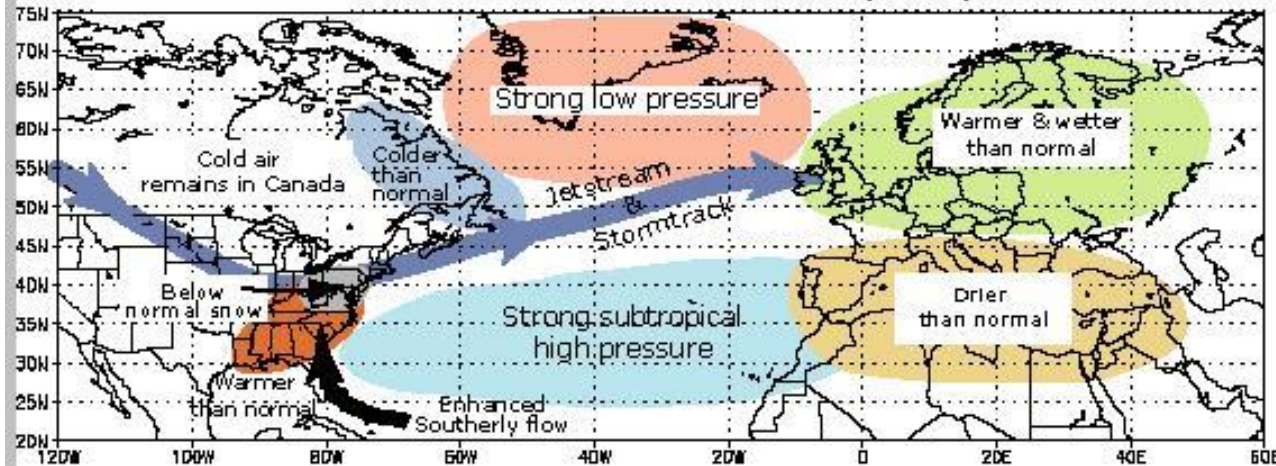 75N
70N
65N
60N
55N
50N
45N
40N
35N
30N
25N
20N
Strong low pressure
Warmer & wetter
than normal
Cold air
remains in Canada
Colder
than
normal
Jetstream
&
Stormtrack
Below
normal snow
Strong subtropical
high pressure
Drier
than normal
Warmer
than normal
Enhanced
Southerly flow
120W 100W 80W 60W 40W 20W 0 20E 40E 60E